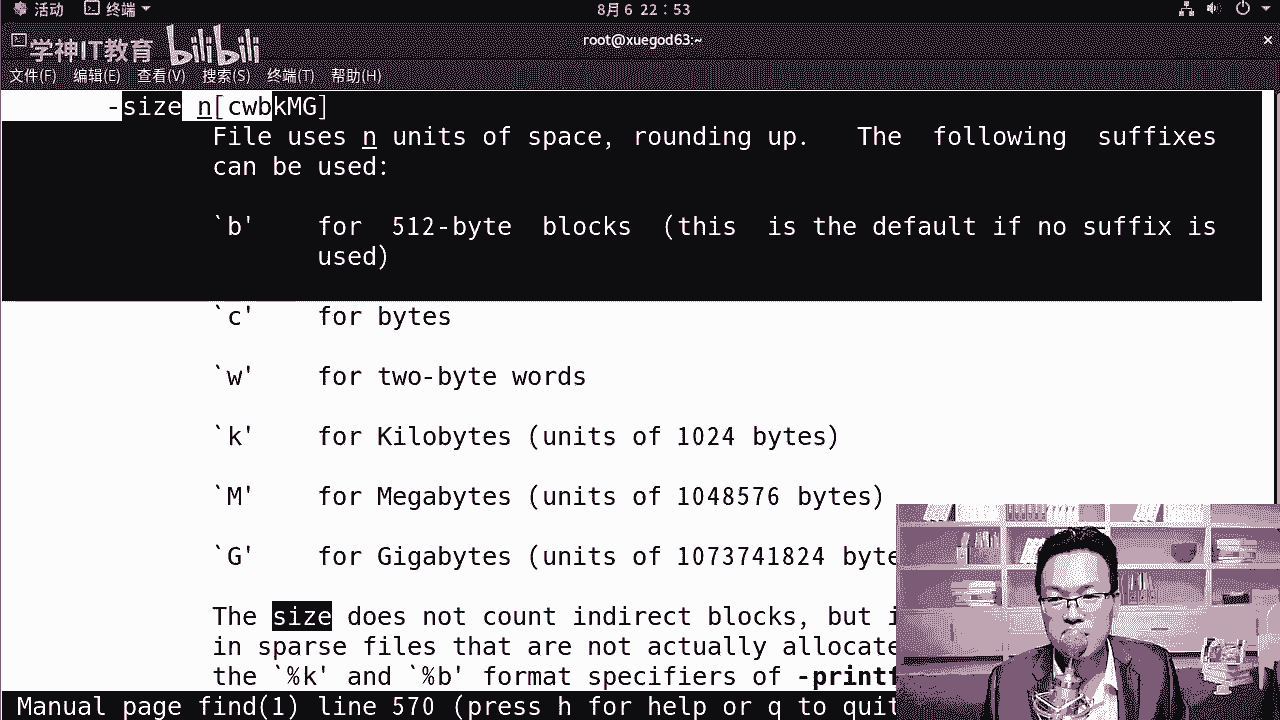 活动 终端 8月 6 22：53
学神IT教育 bilibili root@xuegod63:~ ×
文件(F) 编辑(E) 查看(V) 搜索(S) 终端(T) 帮助(H)
-size n[cwbkMG]
File uses n units of space, rounding up. The following suffixes
can be used:
`b' for 512-byte blocks (this is the default if no suffix is
used)
`c' for bytes
`w' for two-byte words
`k' for Kilobytes (units of 1024 bytes)
`M' for Megabytes (units of 1048576 bytes)
`G' for Gigabytes (units of 1073741824 byte
The size does not count indirect blocks, but i
in sparse files that are not actually allocate
the `%k' and `%b' format specifiers of -printf
Manual page find(1) line 570 (press h for help or q to quit